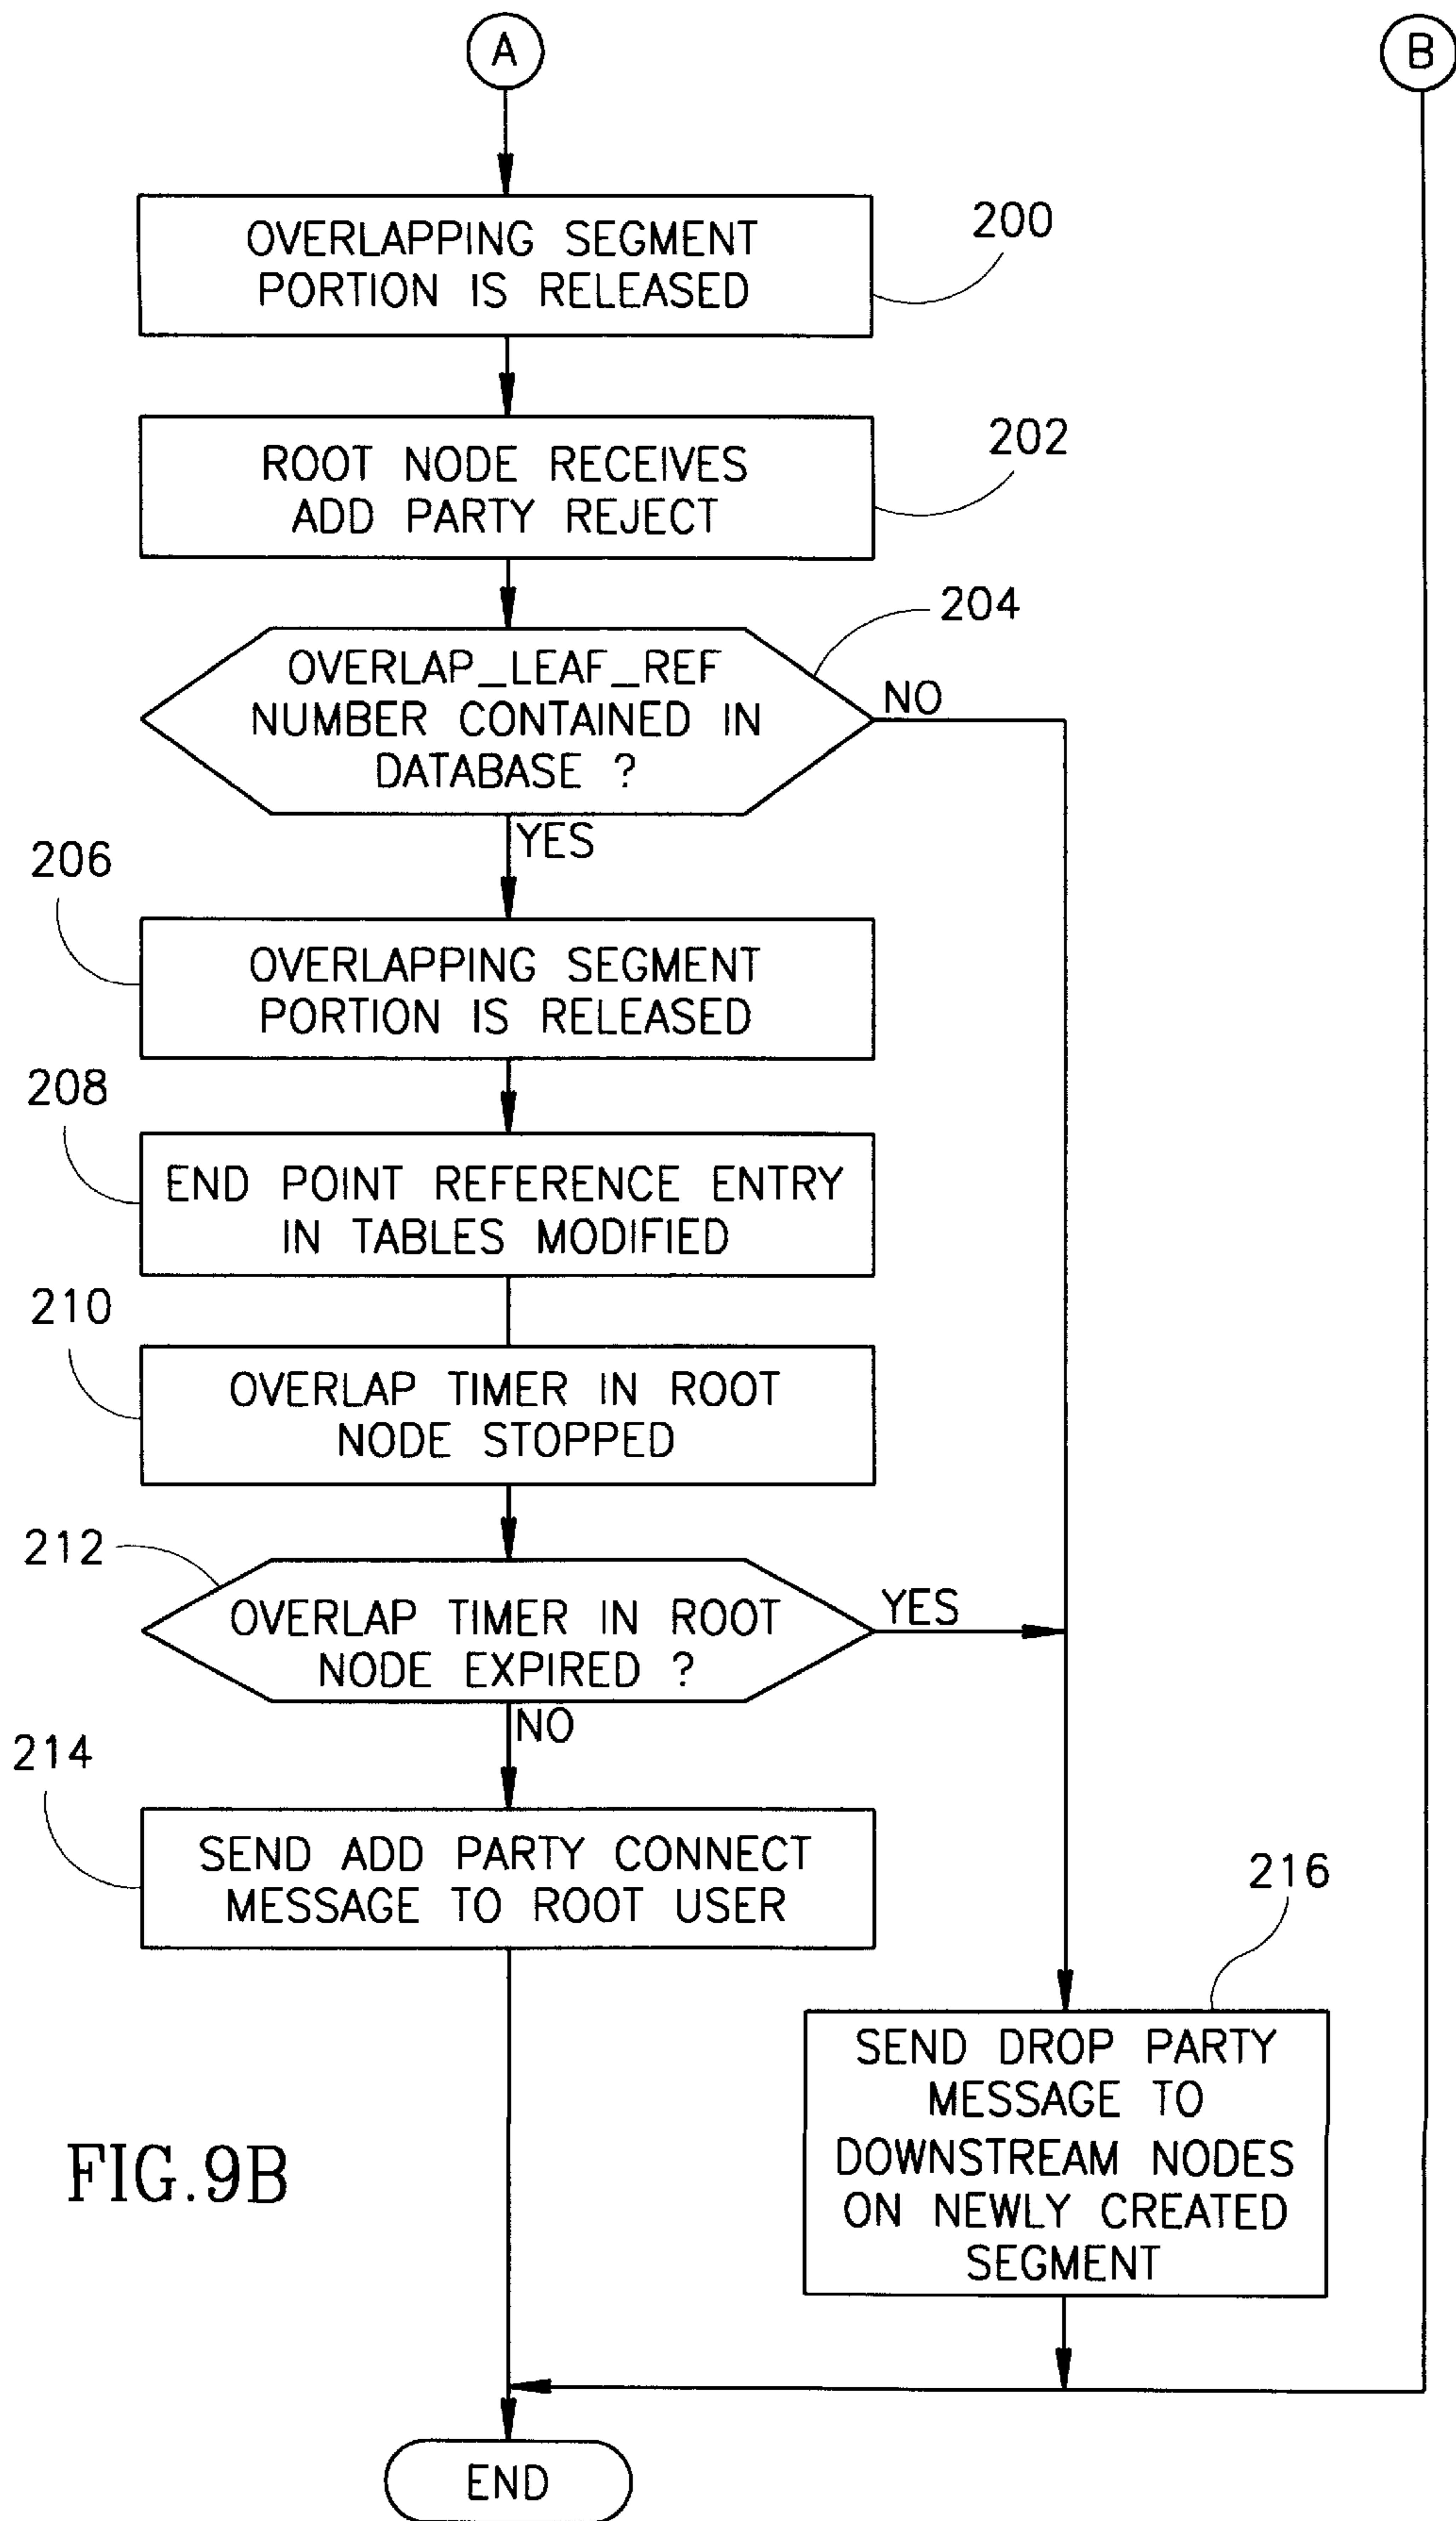 A
B
OVERLAPPING SEGMENT
PORTION IS RELEASED
200
ROOT NODE RECEIVES
ADD PARTY REJECT
202
204
OVERLAP_LEAF_REF
NUMBER CONTAINED IN
DATABASE ?
NO
YES
206
OVERLAPPING SEGMENT
PORTION IS RELEASED
208
END POINT REFERENCE ENTRY
IN TABLES MODIFIED
210
OVERLAP TIMER IN ROOT
NODE STOPPED
212
OVERLAP TIMER IN ROOT
NODE EXPIRED ?
YES
NO
214
SEND ADD PARTY CONNECT
MESSAGE TO ROOT USER
216
SEND DROP PARTY
MESSAGE TO
DOWNSTREAM NODES
ON NEWLY CREATED
SEGMENT
FIG.9B
END